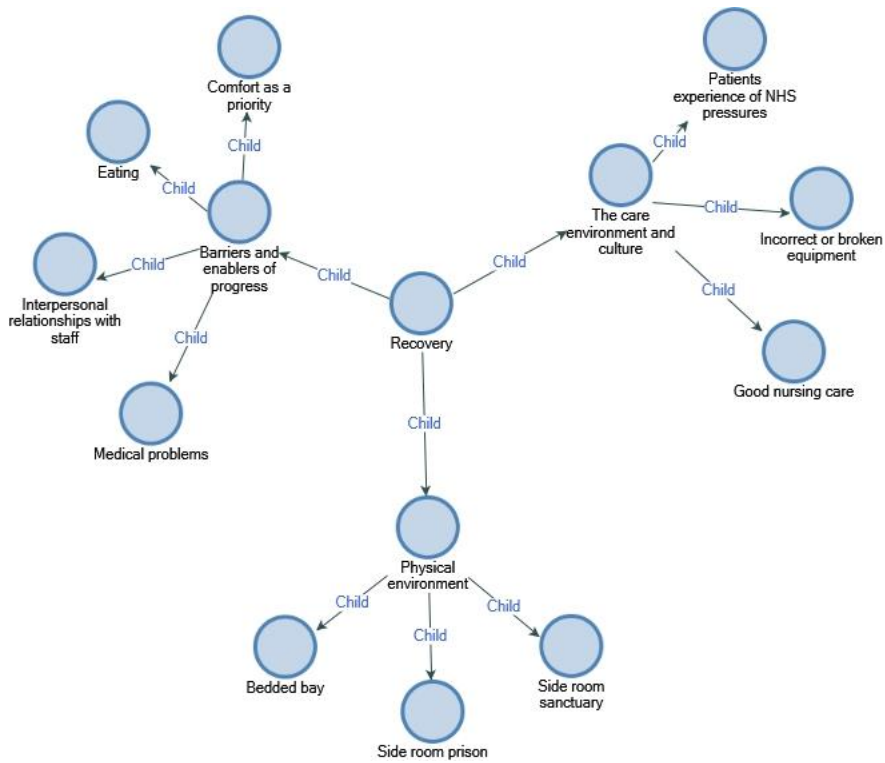 Comfort as a
priority
Child
Eating
Child
Barriers and
enablers of
progress
Child
Interpersonal
relationships with
staff
Child
Medical problems
Child
Recovery
Child
The care
environment and
culture
Child
Patients
experience of NHS
pressures
Child
Incorrect or broken
equipment
Child
Good nursing care
Child
Physical
environment
Child
Bedded bay
Child
Side room prison
Child
Side room
sanctuary